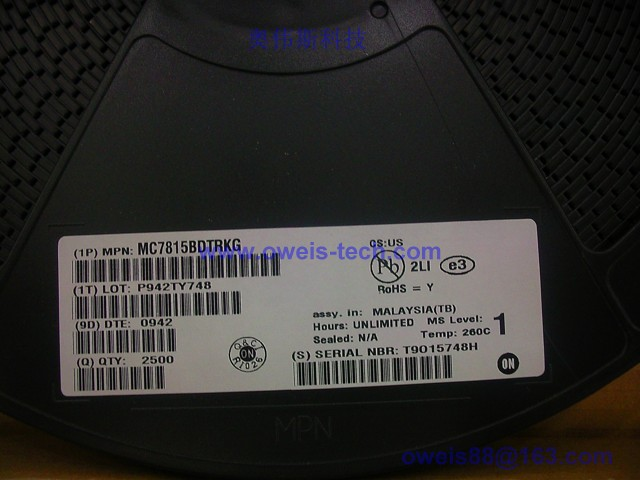 奥伟斯科技
(1P) MPN: MC7815BDTRKG
www.oweis-tech.com
(1T) LOT: P942TY748
(9D) DTE: 0942
(Q) QTY: 2500
Q&C
ON
R1026
CS:US
Pb
2LI
e3
RoHS = Y
assy. in: MALAYSIA(TB)
Hours: UNLIMITED MS Level: 1
Sealed: N/A Temp: 260C
(S) SERIAL NBR: T9015748H
ON
MPN
oweis88@163.com